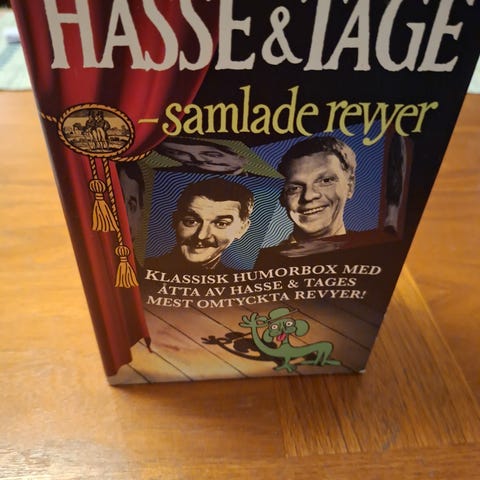 HASSE & TAGE
– samlade revyer
KLASSISK HUMORBOX MED
ÅTTA AV HASSE & TAGES
MEST OMTYCKTA REVYER!